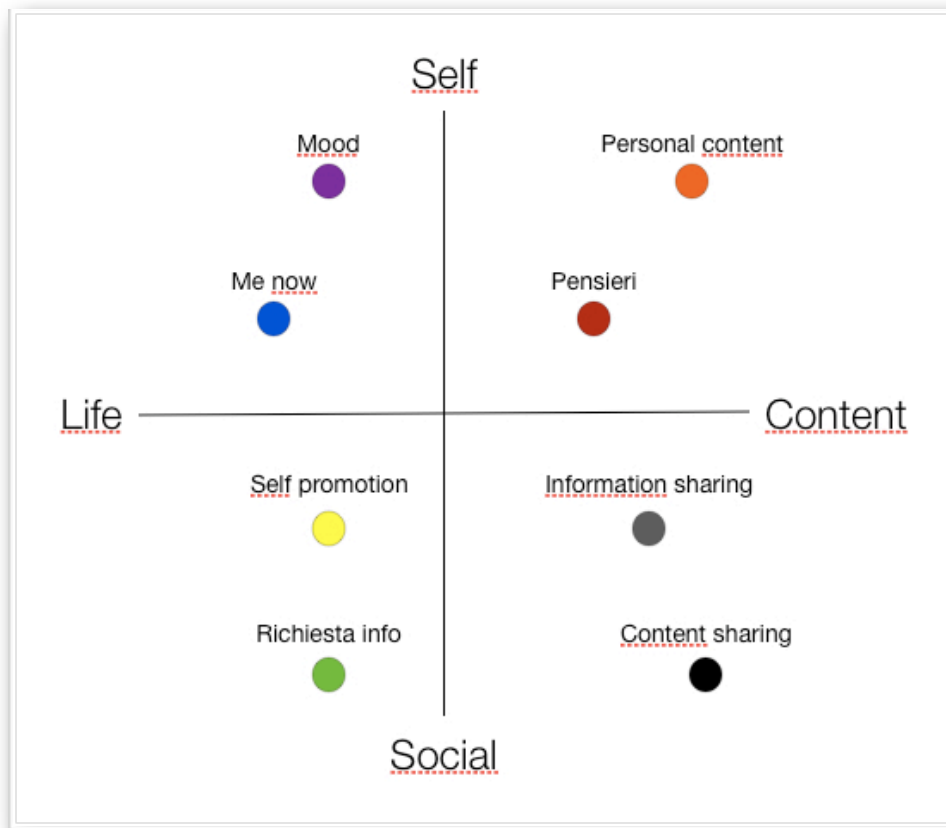 Self
Mood
Personal content
Me now
Pensieri
Life
Content
Self promotion
Information sharing
Richiesta info
Content sharing
Social